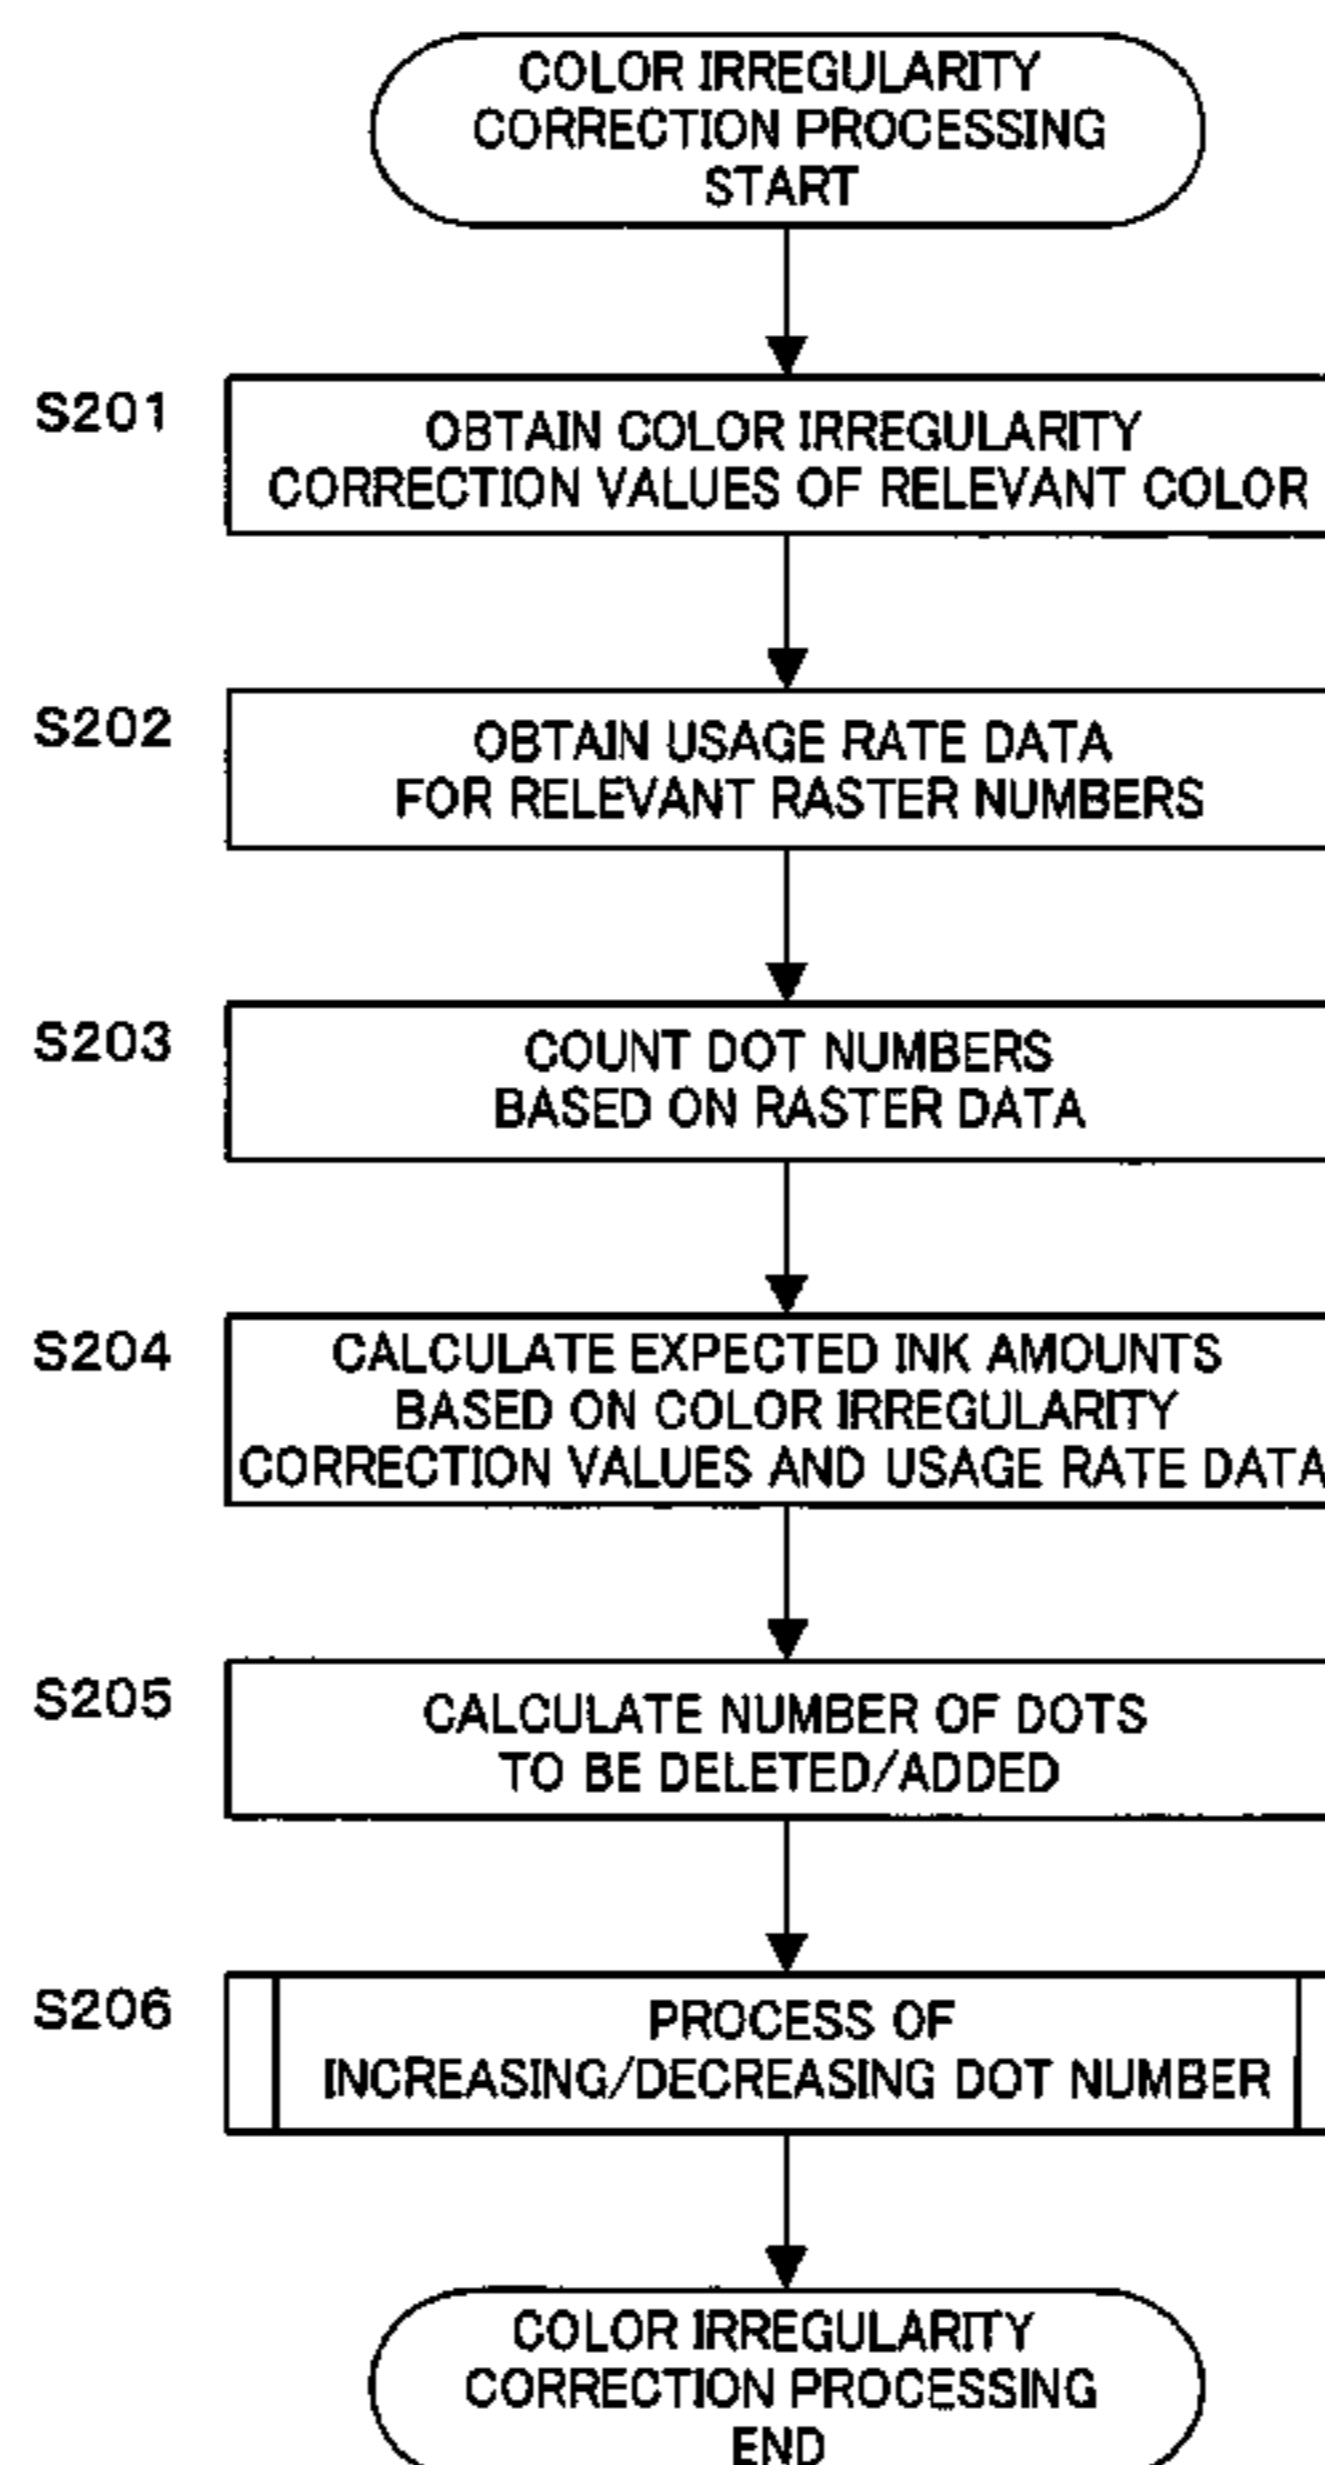 COLOR IRREGULARITY
CORRECTION PROCESSING
START
S201
OBTAIN COLOR IRREGULARITY
CORRECTION VALUES OF RELEVANT COLOR
S202
OBTAIN USAGE RATE DATA
FOR RELEVANT RASTER NUMBERS
S203
COUNT DOT NUMBERS
BASED ON RASTER DATA
S204
CALCULATE EXPECTED INK AMOUNTS
BASED ON COLOR IRREGULARITY
CORRECTION VALUES AND USAGE RATE DATA
S205
CALCULATE NUMBER OF DOTS
TO BE DELETED/ADDED
S206
PROCESS OF
INCREASING/DECREASING DOT NUMBER
COLOR IRREGULARITY
CORRECTION PROCESSING
END